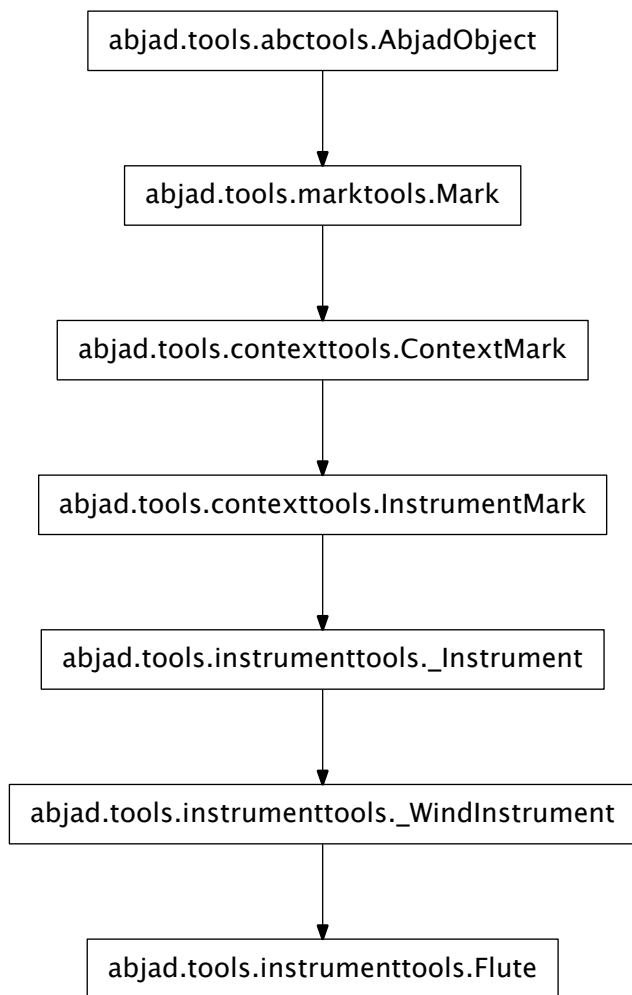 abjad.tools.abctools.AbjadObject
abjad.tools.marktools.Mark
abjad.tools.contexttools.ContextMark
abjad.tools.contexttools.InstrumentMark
abjad.tools.instrumenttools._Instrument
abjad.tools.instrumenttools._WindInstrument
abjad.tools.instrumenttools.Flute